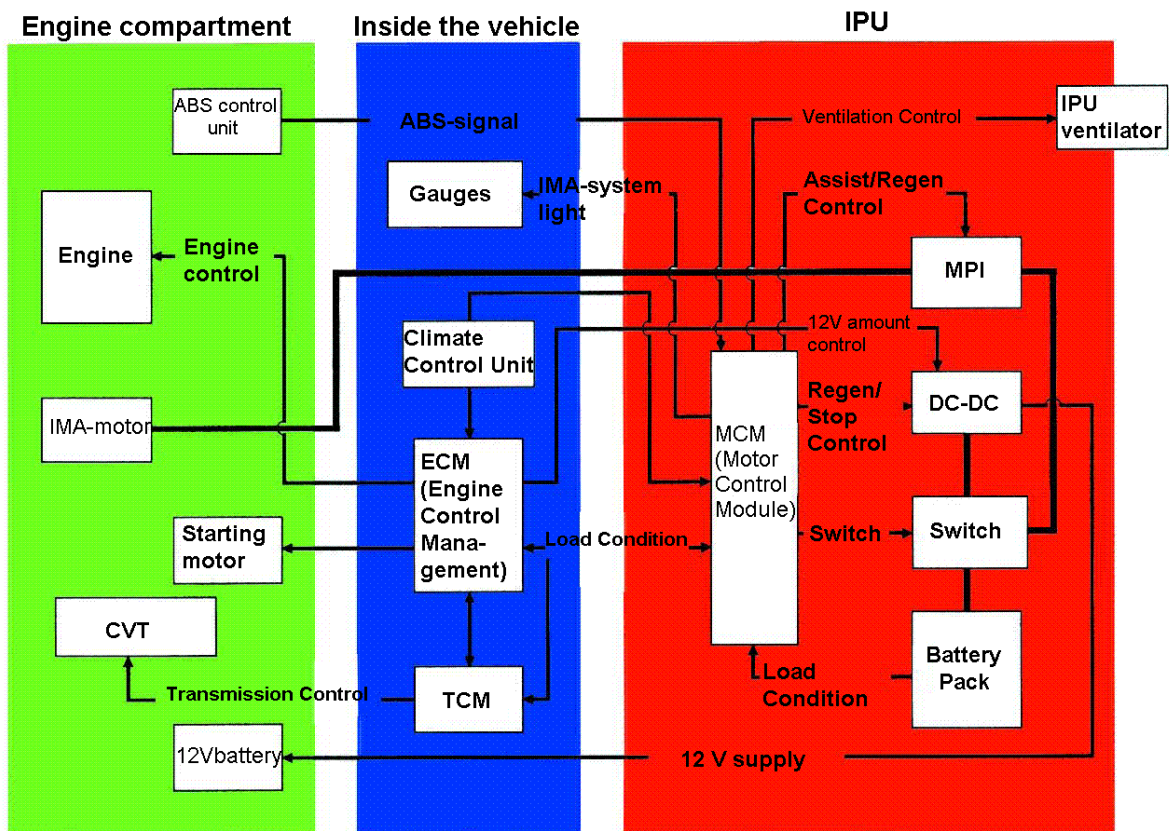 Engine compartment
Inside the vehicle
IPU
ABS control
unit
ABS-signal
Ventilation Control
IPU
ventilator
Gauges
IMA-system
light
Assist/Regen
Control
Engine
Engine
control
MPI
Climate
Control Unit
12V amount
control
IMA-motor
Regen/
Stop
Control
DC-DC
MCM
(Motor
Control
Module)
ECM
(Engine
Control
Mana-
gement)
Starting
motor
Load Condition
Switch
Switch
CVT
Transmission Control
TCM
Load
Condition
Battery
Pack
12Vbattery
12 V supply